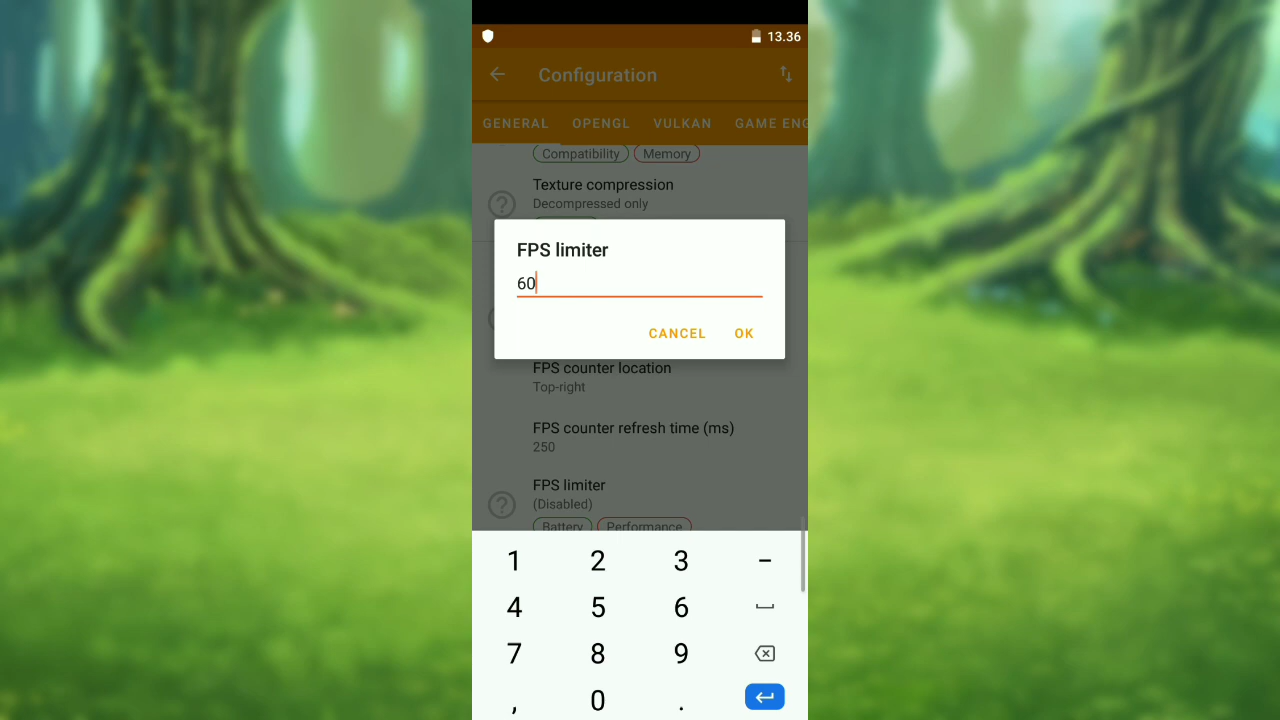 13.36
Configuration
GENERAL OPENGL VULKAN GAME ENG
Compatibility Memory
Texture compression
Decompressed only
FPS limiter
60
CANCEL OK
FPS counter location
Top-right
FPS counter refresh time (ms)
250
FPS limiter
(Disabled)
Battery Performance
1 2 3 –
4 5 6
7 8 9
, 0 .